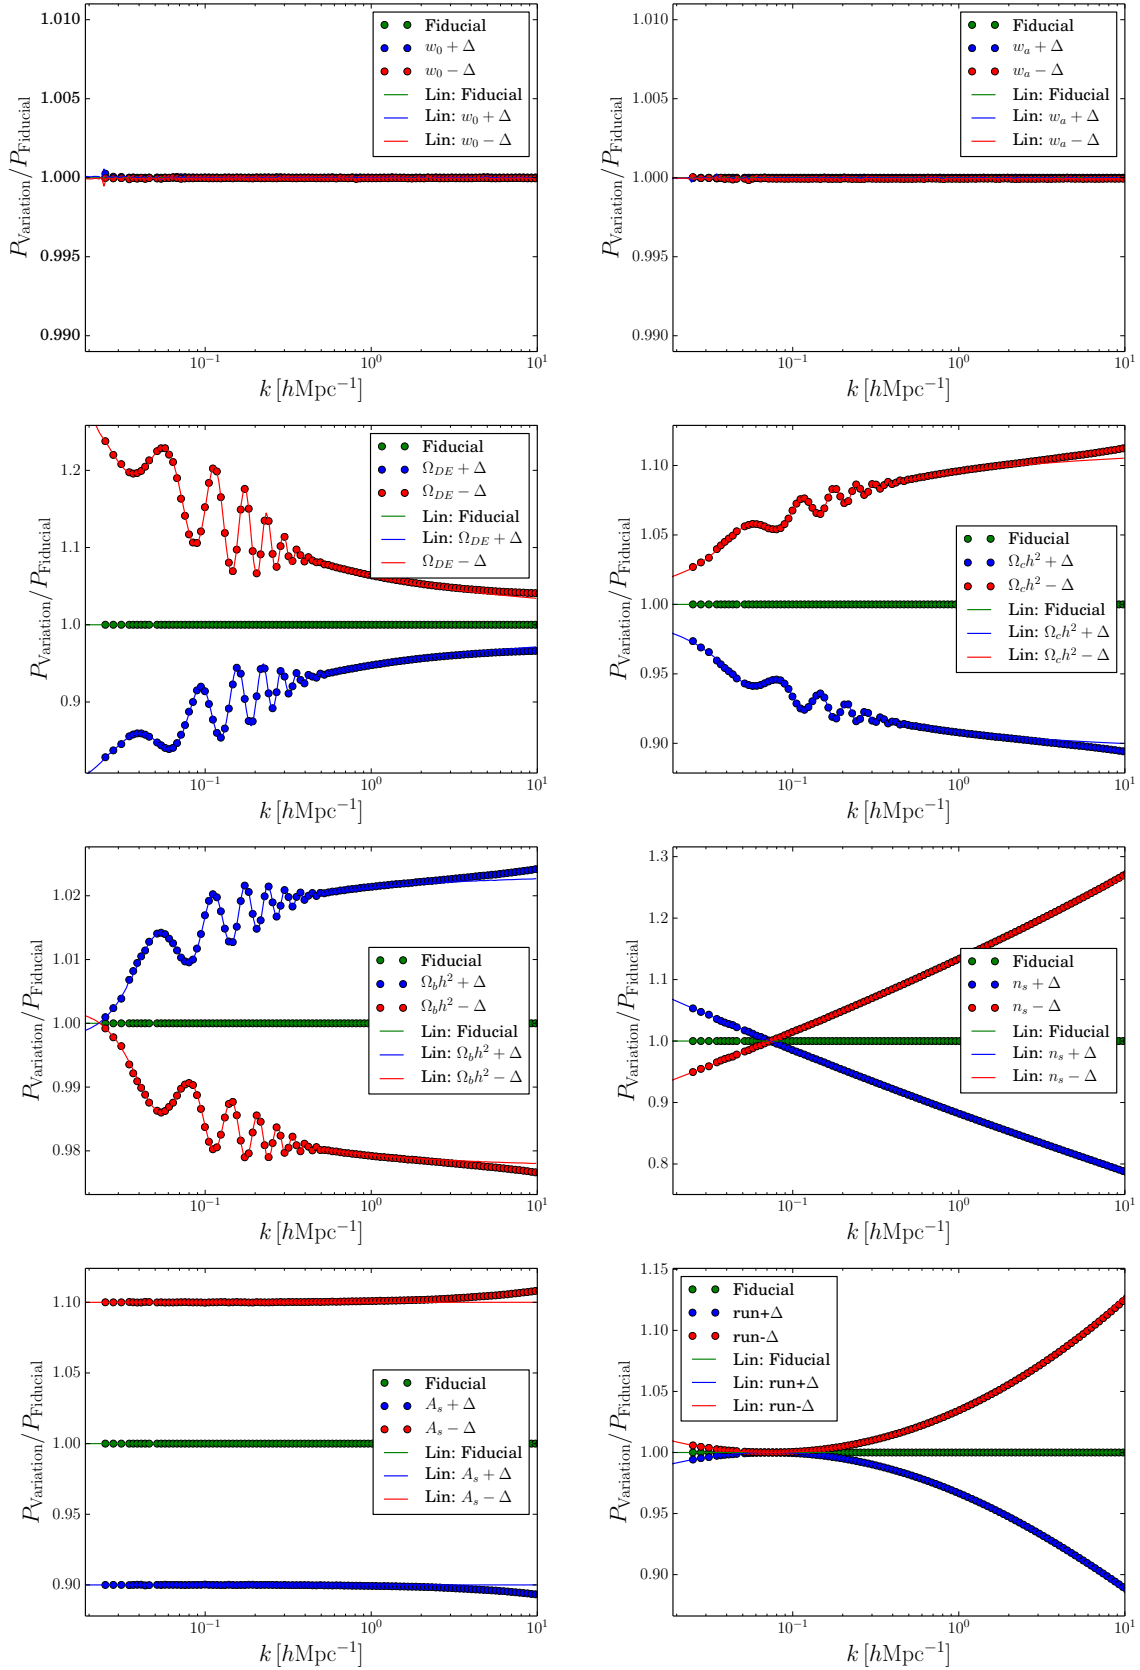 1.010
1.005
1.000
0.995
0.990
P_Variation/P_Fiducial
Fiducial
w_0 + Δ
w_0 − Δ
Lin: Fiducial
Lin: w_0 + Δ
Lin: w_0 − Δ
10^−1 10^0 10^1
k [hMpc^−1]
1.010
1.005
1.000
0.995
0.990
P_Variation/P_Fiducial
Fiducial
w_a + Δ
w_a − Δ
Lin: Fiducial
Lin: w_a + Δ
Lin: w_a − Δ
10^−1 10^0 10^1
k [hMpc^−1]
1.2
1.1
1.0
0.9
P_Variation/P_Fiducial
Fiducial
Ω_DE + Δ
Ω_DE − Δ
Lin: Fiducial
Lin: Ω_DE + Δ
Ω_DE − Δ
10^−1 10^0 10^1
k [hMpc^−1]
1.10
1.05
1.00
0.95
0.90
P_Variation/P_Fiducial
Fiducial
Ω_c h^2 + Δ
Ω_c h^2 − Δ
Lin: Fiducial
Lin: Ω_c h^2 + Δ
Lin: Ω_c h^2 − Δ
10^−1 10^0 10^1
k [hMpc^−1]
1.02
1.01
1.00
0.99
0.98
P_Variation/P_Fiducial
Fiducial
Ω_b h^2 + Δ
Ω_b h^2 − Δ
Lin: Fiducial
Lin: Ω_b h^2 + Δ
Lin: Ω_b h^2 − Δ
10^−1 10^0 10^1
k [hMpc^−1]
1.3
1.2
1.1
1.0
0.9
0.8
P_Variation/P_Fiducial
Fiducial
n_s + Δ
n_s − Δ
Lin: Fiducial
Lin: n_s + Δ
Lin: n_s − Δ
10^−1 10^0 10^1
k [hMpc^−1]
1.10
1.05
1.00
0.95
0.90
P_Variation/P_Fiducial
Fiducial
A_s + Δ
A_s − Δ
Lin: Fiducial
Lin: A_s + Δ
Lin: A_s − Δ
10^−1 10^0 10^1
k [hMpc^−1]
1.15
1.10
1.05
1.00
0.95
0.90
P_Variation/P_Fiducial
Fiducial
run+Δ
run-Δ
Lin: Fiducial
Lin: run+Δ
Lin: run-Δ
10^−1 10^0 10^1
k [hMpc^−1]